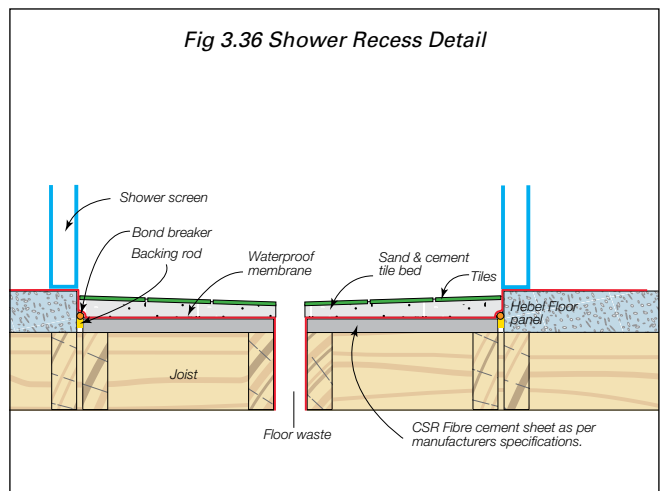 Fig 3.36 Shower Recess Detail
Shower screen
Bond breaker
Backing rod
Waterproof
membrane
Sand & cement
tile bed
Tiles
Hebel Floor
panel
Joist
Floor waste
CSR Fibre cement sheet as per
manufacturers specifications.